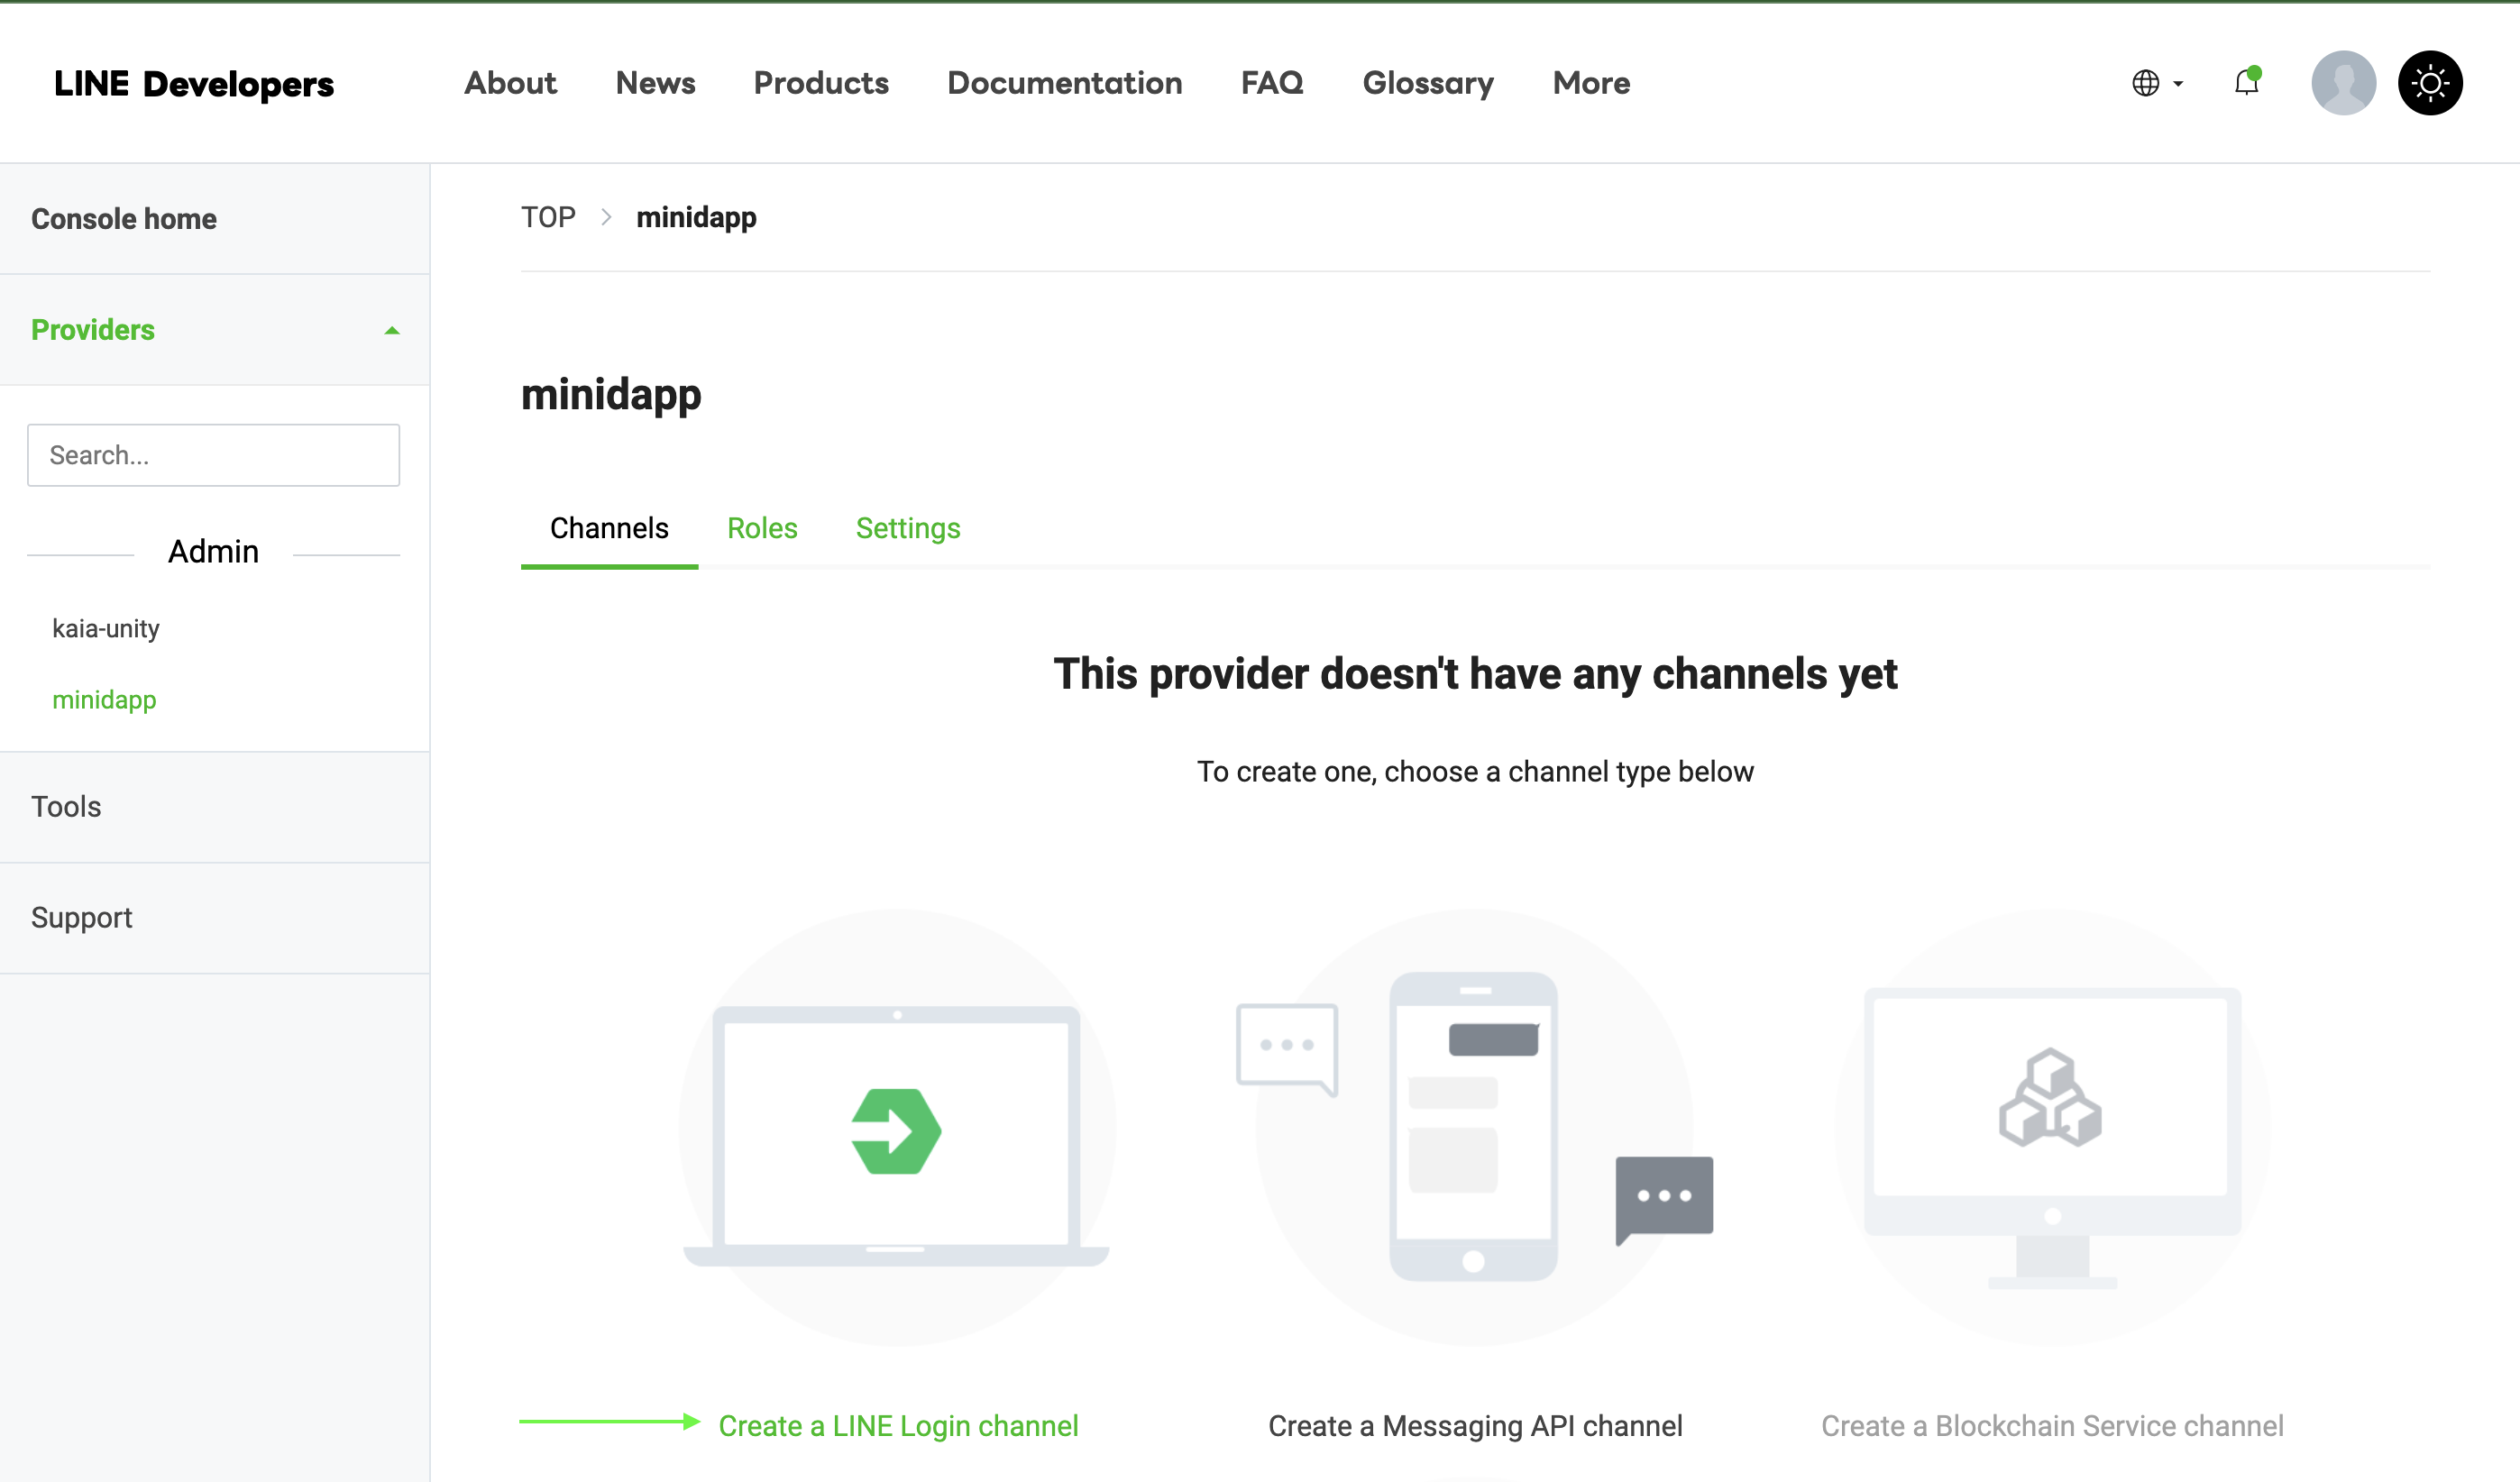 LINE Developers About News Products Documentation FAQ Glossary More
Console home
Providers
Search...
Admin
kaia-unity
minidapp
Tools
Support
TOP > minidapp
minidapp
Channels Roles Settings
This provider doesn't have any channels yet
To create one, choose a channel type below
Create a LINE Login channel
Create a Messaging API channel
Create a Blockchain Service channel